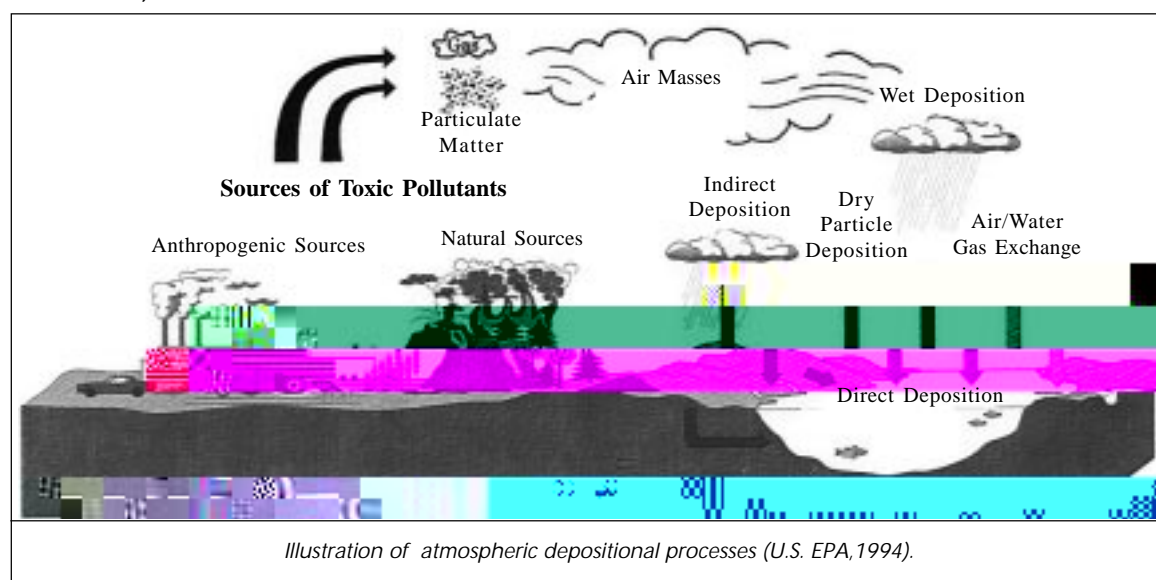 Gas
Air Masses
Wet Deposition
Particulate
Matter
Sources of Toxic Pollutants
Indirect
Deposition
Dry
Particle
Deposition
Air/Water
Gas Exchange
Anthropogenic Sources
Natural Sources
Direct Deposition
Illustration of atmospheric depositional processes (U.S. EPA,1994).